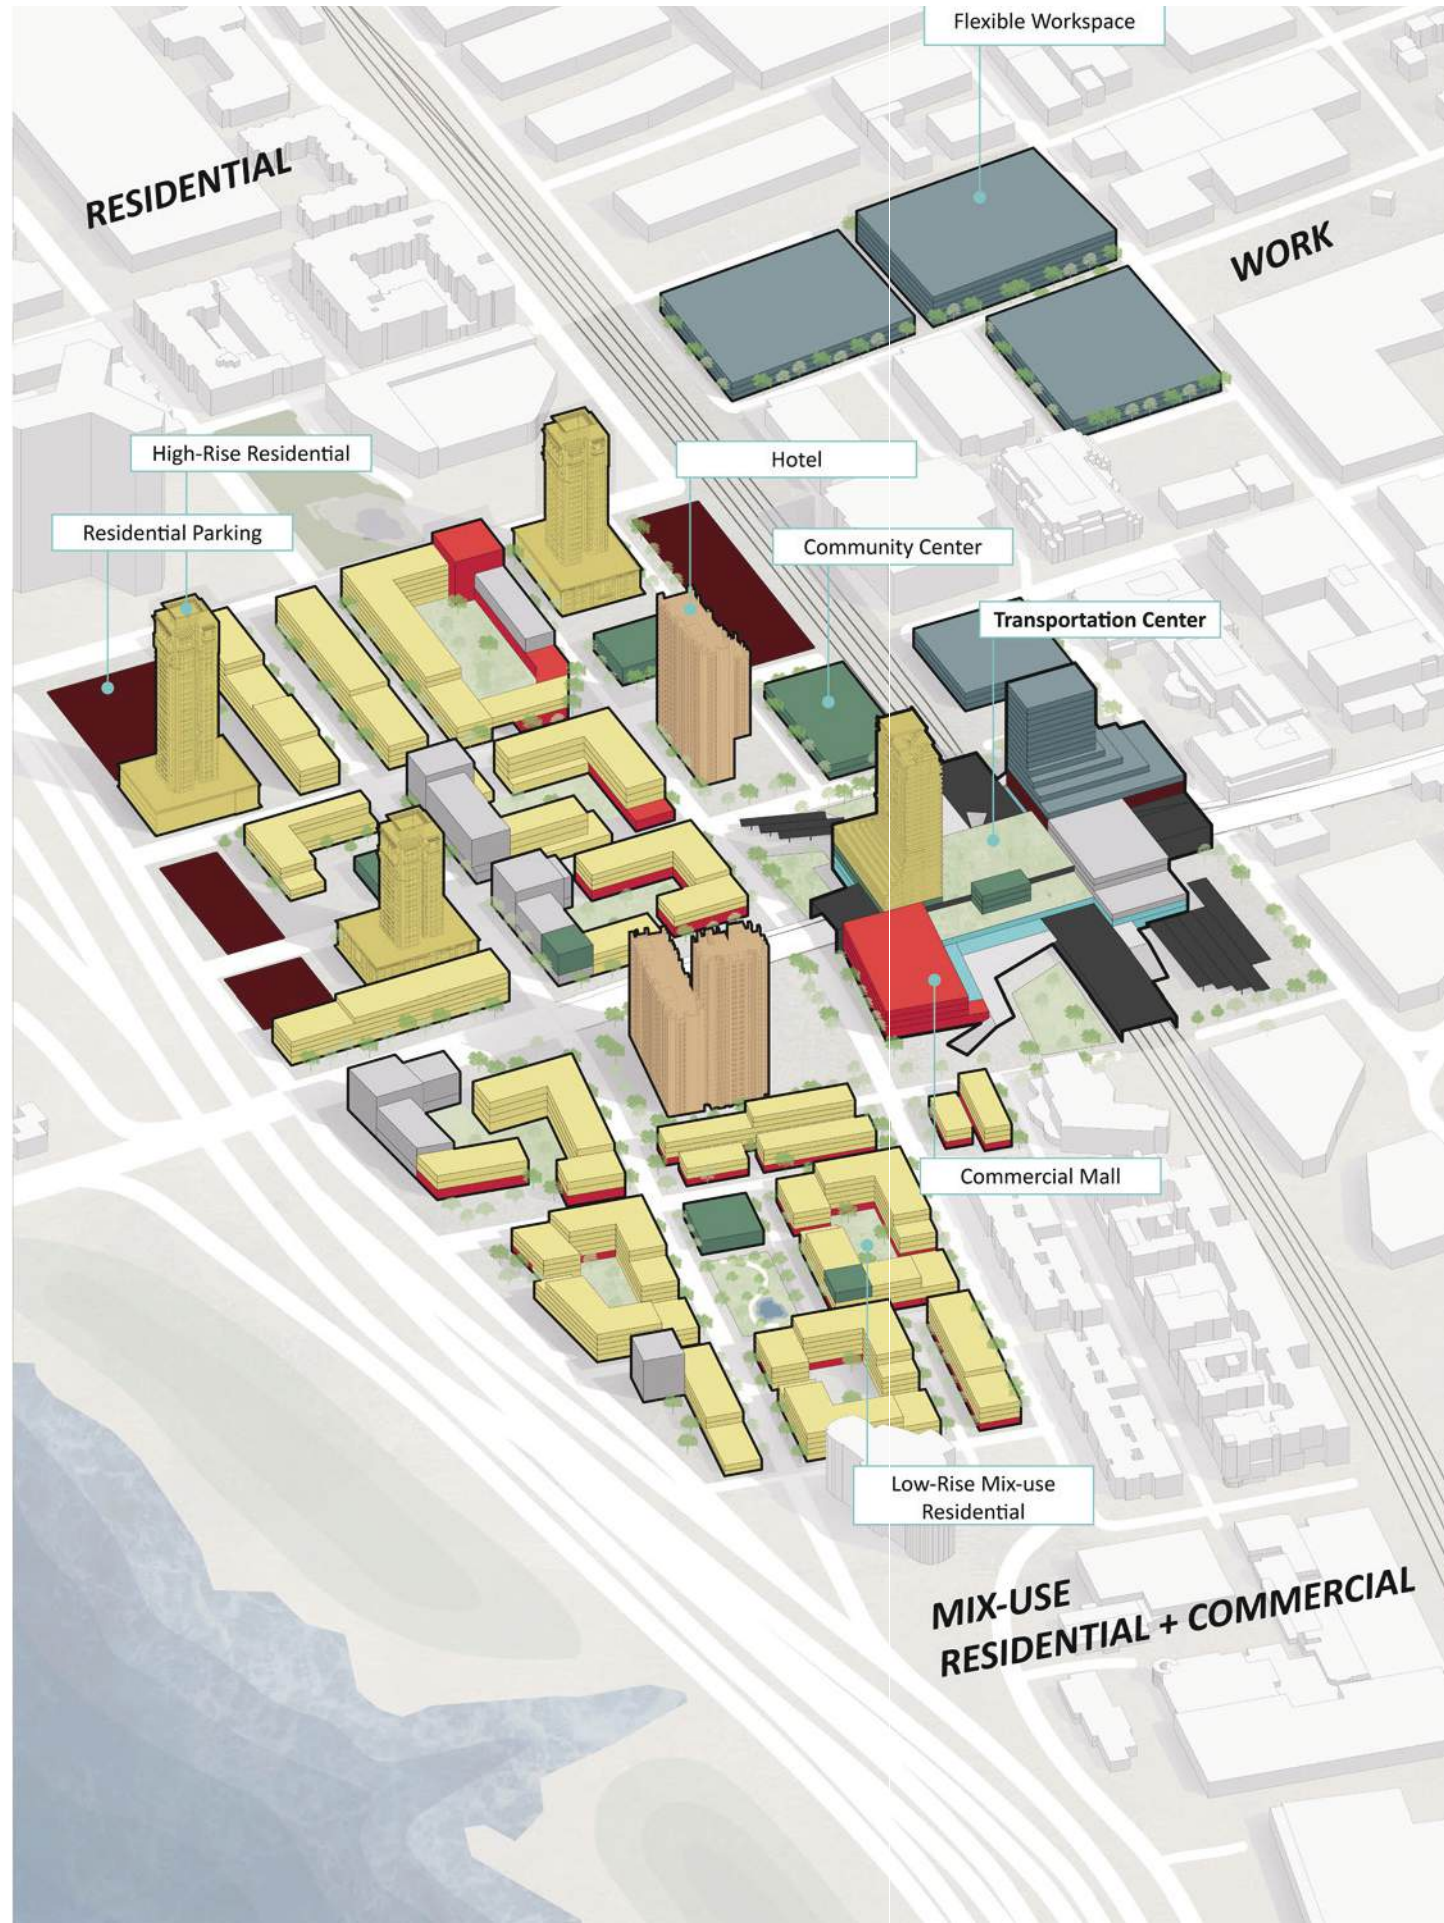 Flexible Workspace
RESIDENTIAL
WORK
High-Rise Residential
Hotel
Residential Parking
Community Center
Transportation Center
Commercial Mall
Low-Rise Mix-use
Residential
MIX-USE
RESIDENTIAL + COMMERCIAL